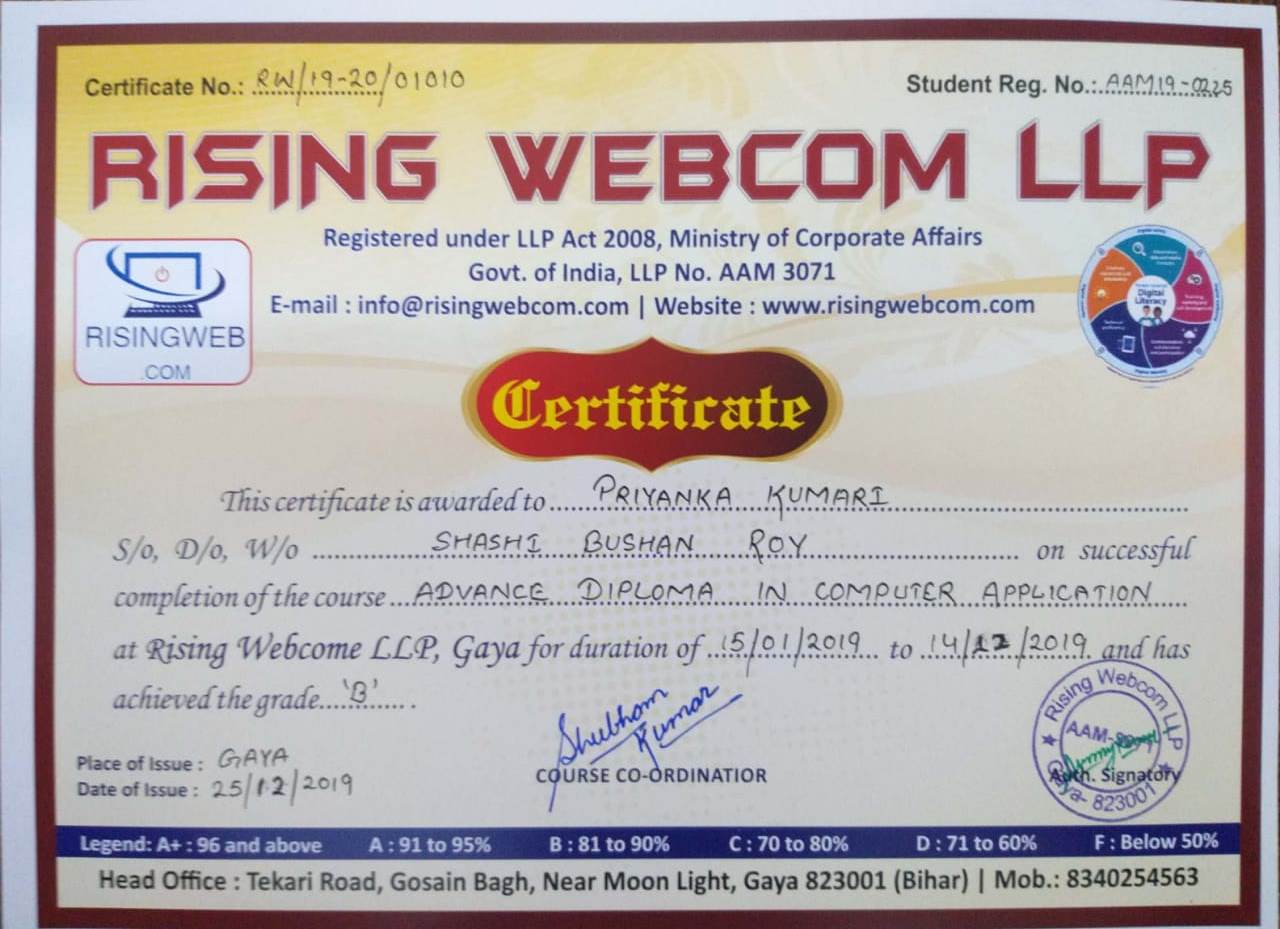 Certificate No.: RW/19-20/01010
Student Reg. No.: AAM19-0225
RISING WEBCOM LLP
Registered under LLP Act 2008, Ministry of Corporate Affairs
Govt. of India, LLP No. AAM 3071
E-mail : info@risingwebcom.com | Website : www.risingwebcom.com
RISINGWEB
.COM
Digital
Literacy
Certificate
This certificate is awarded to PRIYANKA KUMARI
S/o, D/o, W/o SHASHI BUSHAN ROY on successful
completion of the course ADVANCE DIPLOMA IN COMPUTER APPLICATION
at Rising Webcome LLP, Gaya for duration of 15/01/2019 to 14/12/2019 and has
achieved the grade 'B'
Shubham
Kumar
COURSE CO-ORDINATIOR
Place of Issue : GAYA
Date of Issue : 25/12/2019
Rising Webcom LLP
AAM-
Gaya- 823001
Auth. Signatory
Legend: A+ : 96 and above A : 91 to 95% B : 81 to 90% C : 70 to 80% D : 71 to 60% F : Below 50%
Head Office : Tekari Road, Gosain Bagh, Near Moon Light, Gaya 823001 (Bihar) | Mob.: 8340254563